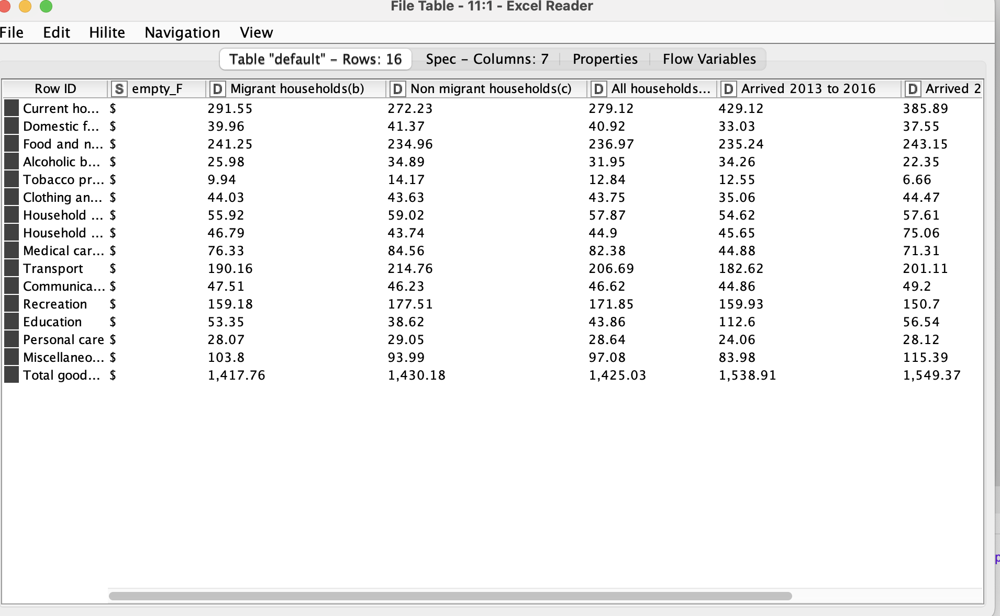 File Table - 11:1 - Excel Reader
File Edit Hilite Navigation View
Table "default" – Rows: 16 Spec – Columns: 7 Properties Flow Variables
Row ID S empty_F D Migrant households(b) D Non migrant households(c) D All households... D Arrived 2013 to 2016 D Arrived 2
Current ho... $ 291.55 272.23 279.12 429.12 385.89
Domestic f... $ 39.96 41.37 40.92 33.03 37.55
Food and n... $ 241.25 234.96 236.97 235.24 243.15
Alcoholic b... $ 25.98 34.89 31.95 34.26 22.35
Tobacco pr... $ 9.94 14.17 12.84 12.55 6.66
Clothing an... $ 44.03 43.63 43.75 35.06 44.47
Household ... $ 55.92 59.02 57.87 54.62 57.61
Household ... $ 46.79 43.74 44.9 45.65 75.06
Medical car... $ 76.33 84.56 82.38 44.88 71.31
Transport $ 190.16 214.76 206.69 182.62 201.11
Communica... $ 47.51 46.23 46.62 44.86 49.2
Recreation $ 159.18 177.51 171.85 159.93 150.7
Education $ 53.35 38.62 43.86 112.6 56.54
Personal care $ 28.07 29.05 28.64 24.06 28.12
Miscellaneo... $ 103.8 93.99 97.08 83.98 115.39
Total good... $ 1,417.76 1,430.18 1,425.03 1,538.91 1,549.37